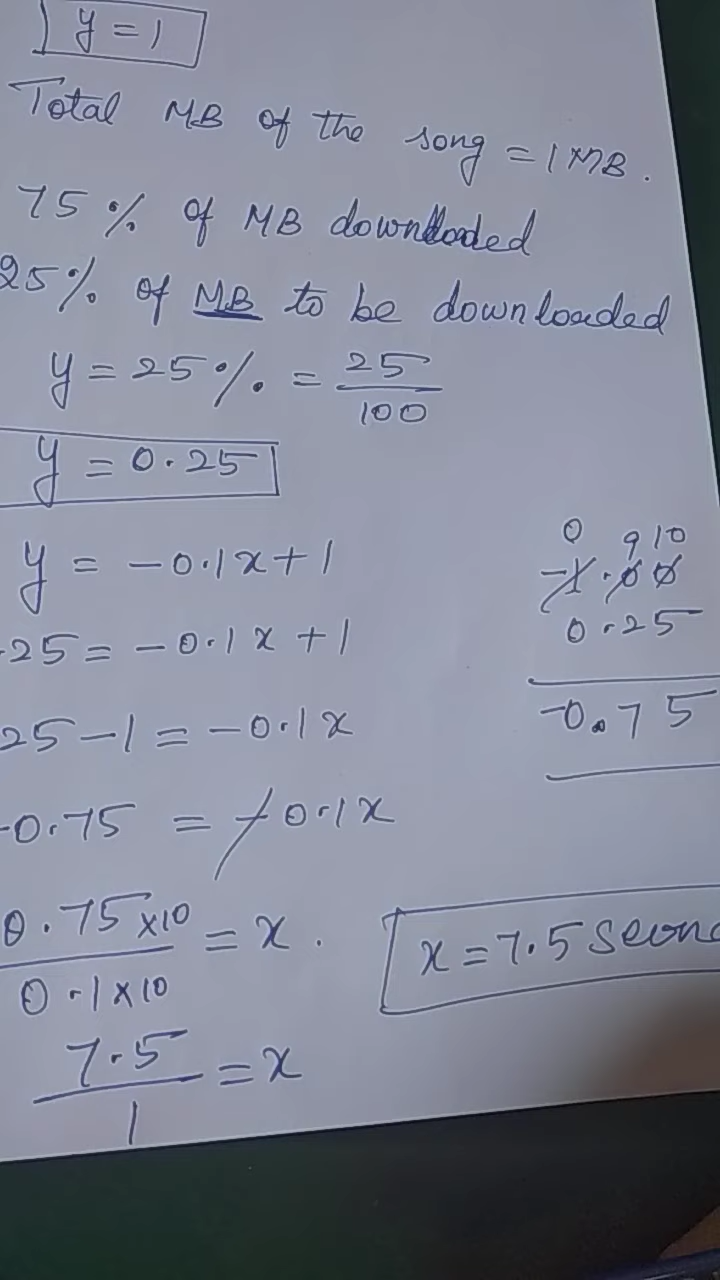 y = 1
Total MB of the song = 1 MB.
75 % of MB downloaded
25% of MB to be downloaded
y = 25 % = 25/100
y = 0.25
y = -0.1x + 1
.25 = -0.1x + 1
25 - 1 = -0.1x
-0.75 = -0.1x
0.75 x10 / 0.1 x10 = x.
7.5 / 1 = x
0 9 10
-1.00
0.25
-0.75
x = 7.5